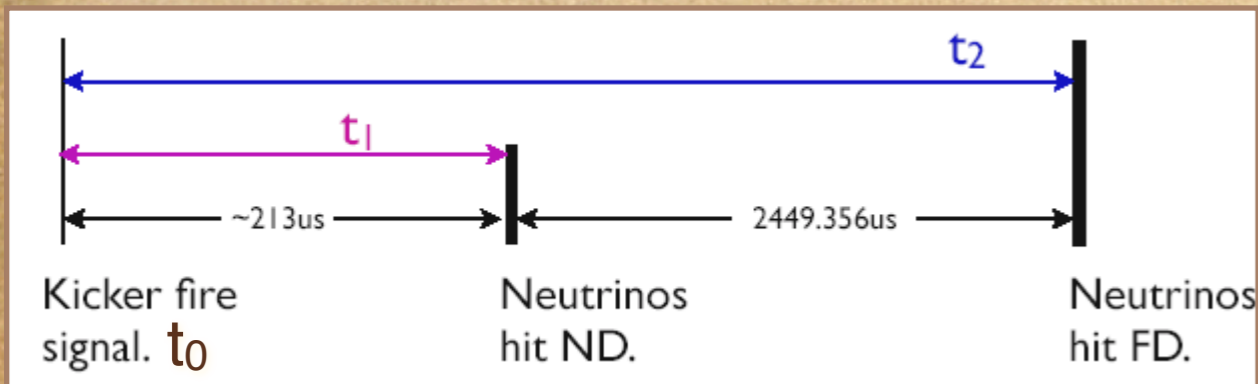 t2
t1
~213us
2449.356us
Kicker fire
signal. t0
Neutrinos
hit ND.
Neutrinos
hit FD.